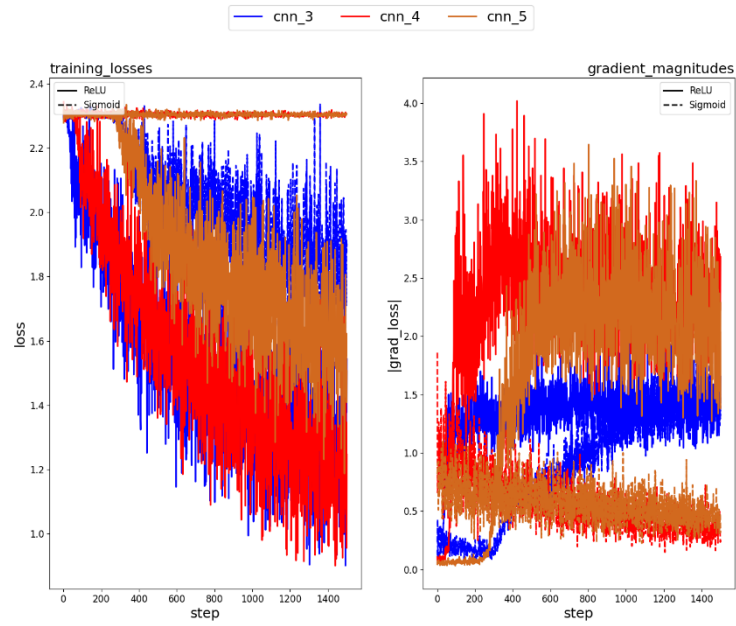 cnn_3 cnn_4 cnn_5
training_losses
gradient_magnitudes
ReLU
Sigmoid
ReLU
Sigmoid
2.4
2.2
2.0
1.8
1.6
1.4
1.2
1.0
loss
0 200 400 600 800 1000 1200 1400
step
4.0
3.5
3.0
2.5
2.0
1.5
1.0
0.5
0.0
|grad_loss|
0 200 400 600 800 1000 1200 1400
step